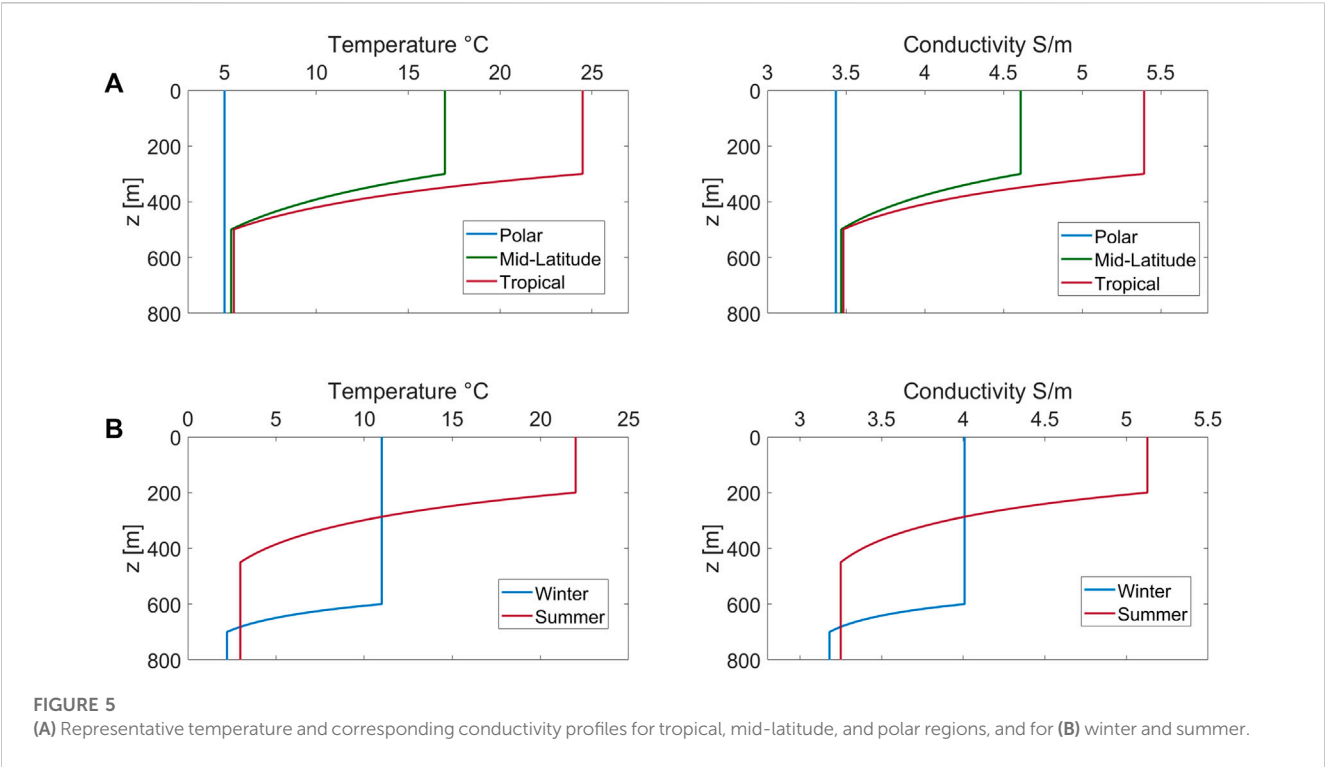 A
Temperature °C
5 10 15 20 25
0
200
400
600
800
z [m]
Polar
Mid-Latitude
Tropical
Conductivity S/m
3 3.5 4 4.5 5 5.5
0
200
400
600
800
z [m]
Polar
Mid-Latitude
Tropical
B
Temperature °C
0 5 10 15 20 25
0
200
400
600
800
z [m]
Winter
Summer
Conductivity S/m
3 3.5 4 4.5 5 5.5
0
200
400
600
800
z [m]
Winter
Summer
FIGURE 5
(A) Representative temperature and corresponding conductivity profiles for tropical, mid-latitude, and polar regions, and for (B) winter and summer.